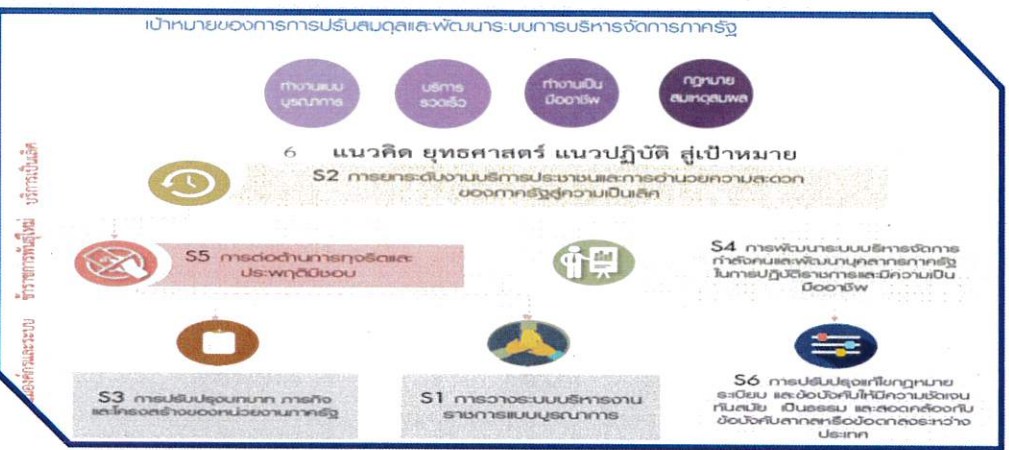 เป้าหมายของการการปรับสมดุลและพัฒนาระบบการบริหารจัดการภาครัฐ
ทำงานแบบ
บูรณาการ
บริการ
รวดเร็ว
ทำงานเป็น
มืออาชีพ
กฎหมาย
สมเหตุสมผล
6 แนวคิด ยุทธศาสตร์ แนวปฏิบัติ สู่เป้าหมาย
บริการเป็นเลิศ
S2 การยกระดับงานบริการประชาชนและการอำนวยความสะดวก
ของภาครัฐสู่ความเป็นเลิศ
ข้าราชการพันธุ์ใหม่
S5 การต่อต้านการทุจริตและ
ประพฤติมิชอบ
S4 การพัฒนาระบบบริหารจัดการ
กำลังคนและพัฒนาบุคลากรภาครัฐ
ในการปฏิบัติราชการและมีความเป็น
มืออาชีพ
องค์กรและระบบ
S3 การปรับปรุงบทบาท ภารกิจ
และโครงสร้างของหน่วยงานภาครัฐ
S1 การวางระบบบริหารงาน
ราชการแบบบูรณาการ
S6 การปรับปรุงแก้ไขกฎหมาย
ระเบียบ และข้อบังคับให้มีความชัดเจน
ทันสมัย เป็นธรรม และสอดคล้องกับ
ข้อบังคับสากลหรือข้อตกลงระหว่าง
ประเทศ